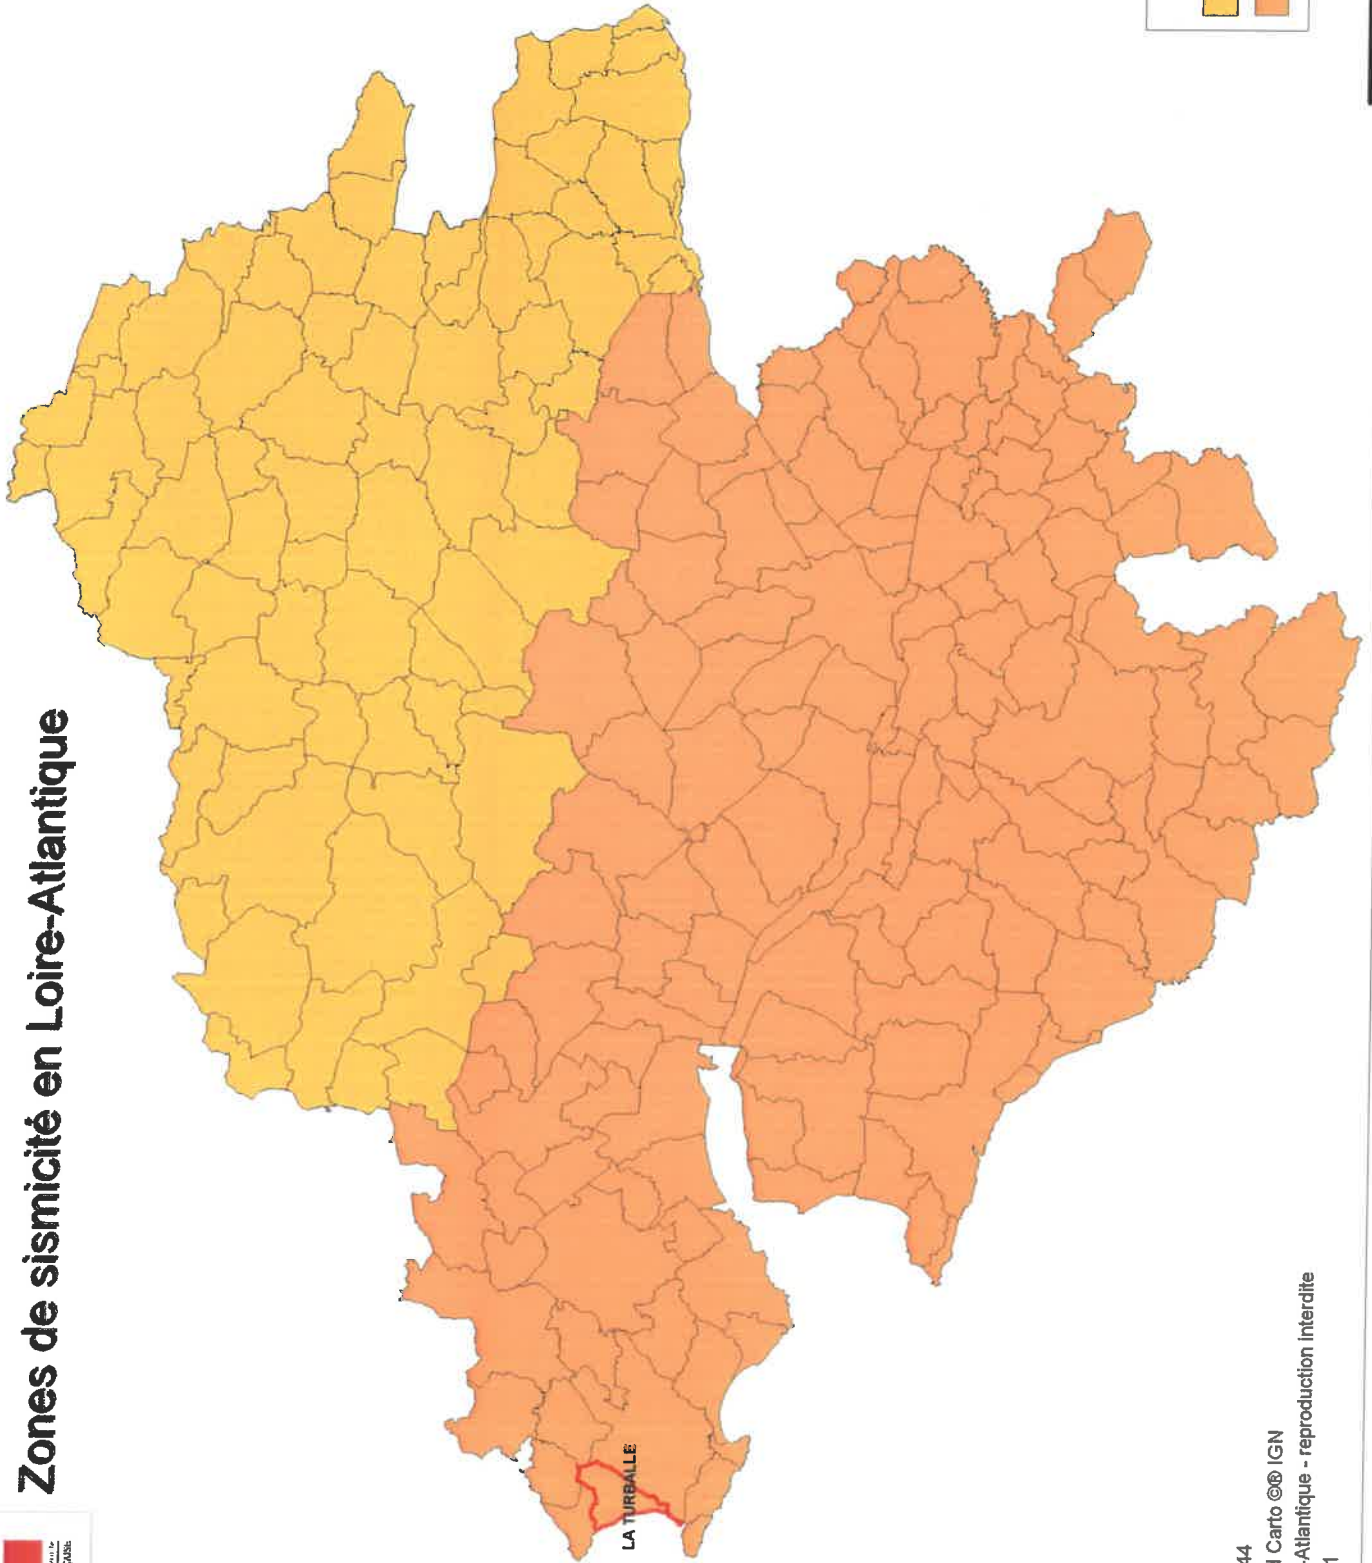 Zones de sismicité en Loire-Atlantique
LA TURBALLE
44
Carto ©® IGN
-Atlantique - reproduction interdite
1